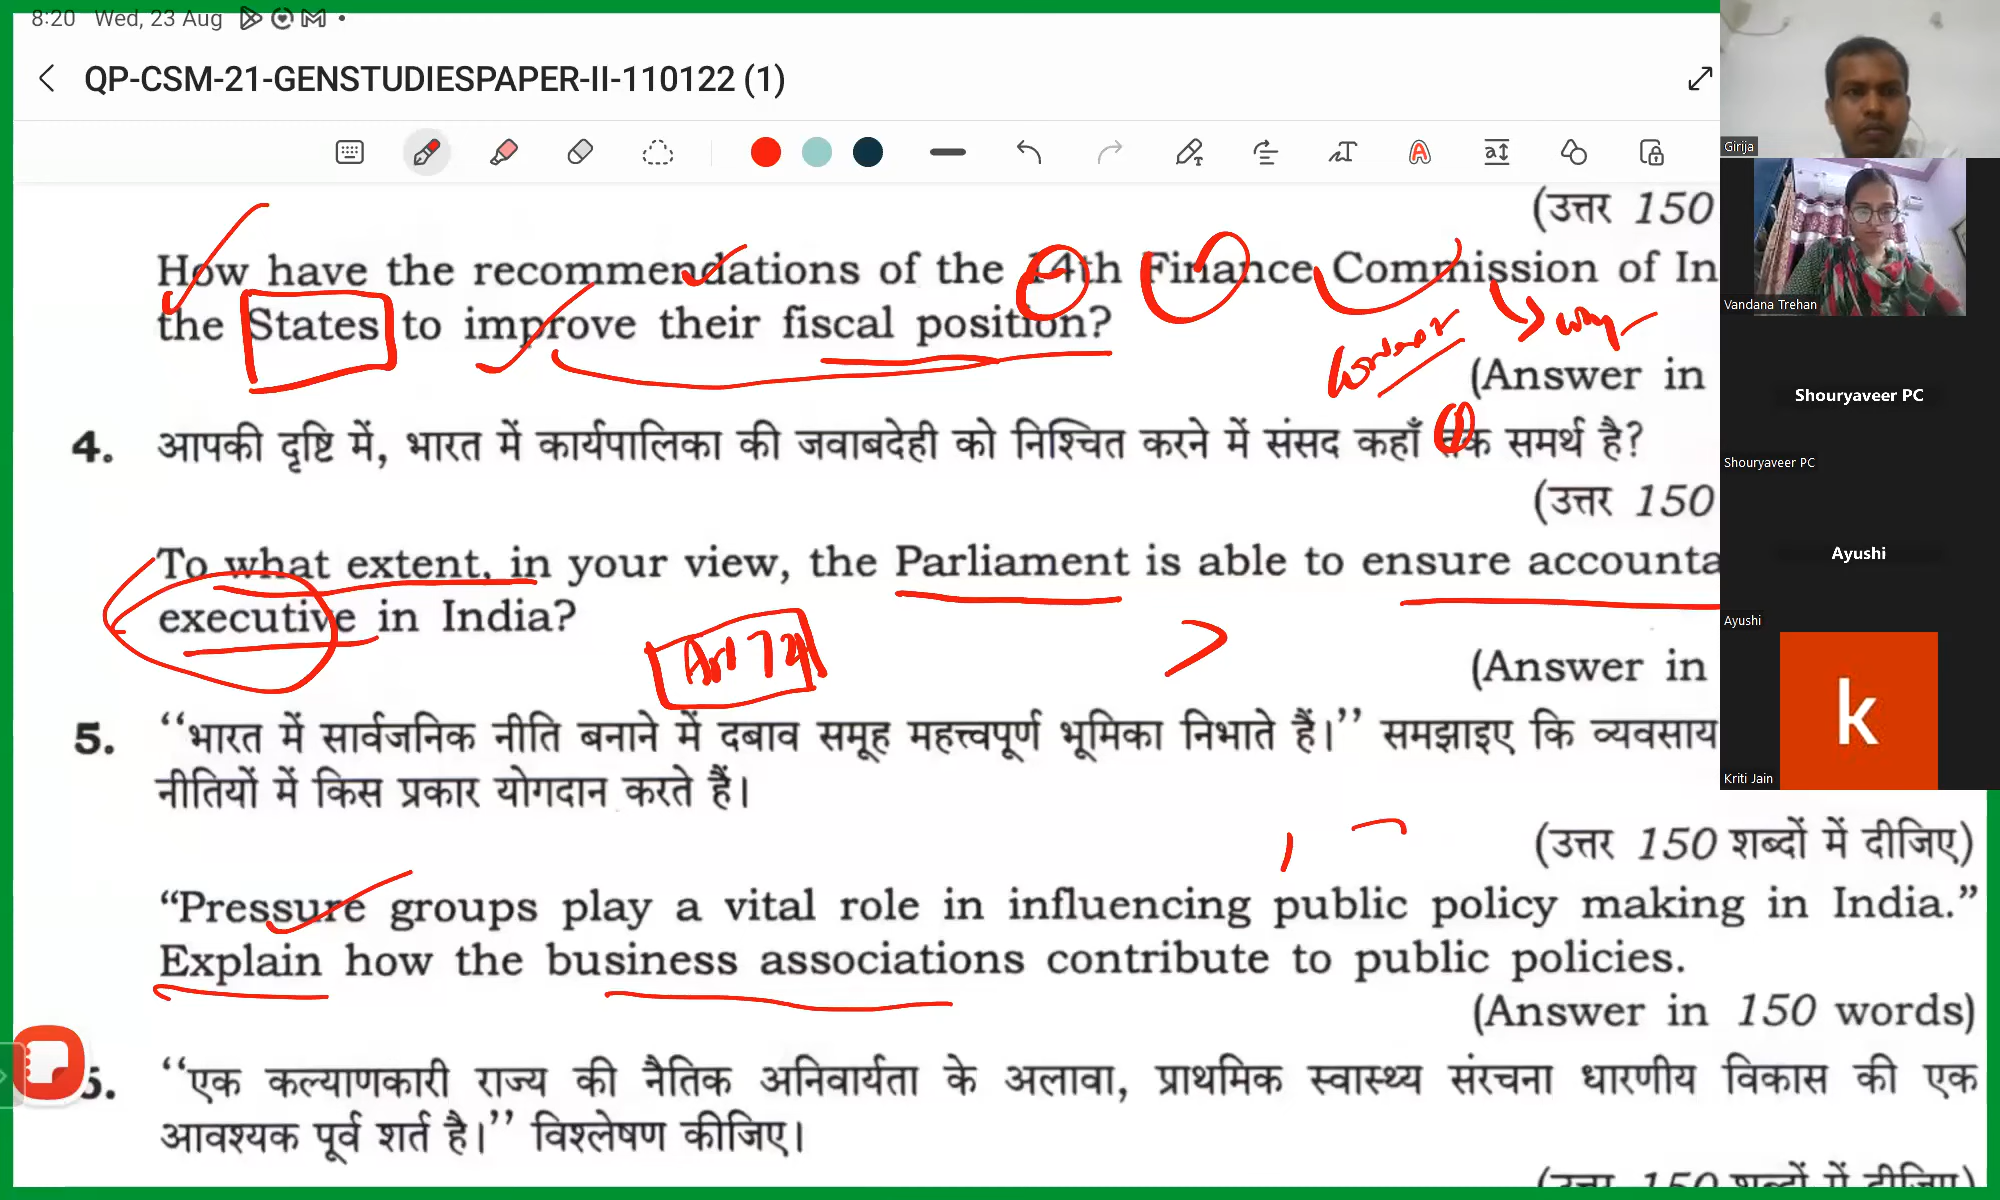 8:20 Wed, 23 Aug
QP-CSM-21-GENSTUDIESPAPER-II-110122 (1)
(उत्तर 150
How have the recommendations of the 14th Finance Commission of In
the States to improve their fiscal position?
(Answer in
4. आपकी दृष्टि में, भारत में कार्यपालिका की जवाबदेही को निश्चित करने में संसद कहाँ तक समर्थ है?
(उत्तर 150
To what extent, in your view, the Parliament is able to ensure accounta
executive in India?
Art 74
(Answer in
5. ‘‘भारत में सार्वजनिक नीति बनाने में दबाव समूह महत्त्वपूर्ण भूमिका निभाते हैं।’’ समझाइए कि व्यवसाय
नीतियों में किस प्रकार योगदान करते हैं।
(उत्तर 150 शब्दों में दीजिए)
“Pressure groups play a vital role in influencing public policy making in India.”
Explain how the business associations contribute to public policies.
(Answer in 150 words)
6. ‘‘एक कल्याणकारी राज्य की नैतिक अनिवार्यता के अलावा, प्राथमिक स्वास्थ्य संरचना धारणीय विकास की एक
आवश्यक पूर्व शर्त है।’’ विश्लेषण कीजिए।
(उत्तर 150 शब्दों में दीजिए)
Girija
Vandana Trehan
Shouryaveer PC
Shouryaveer PC
Ayushi
Ayushi
k
Kriti Jain